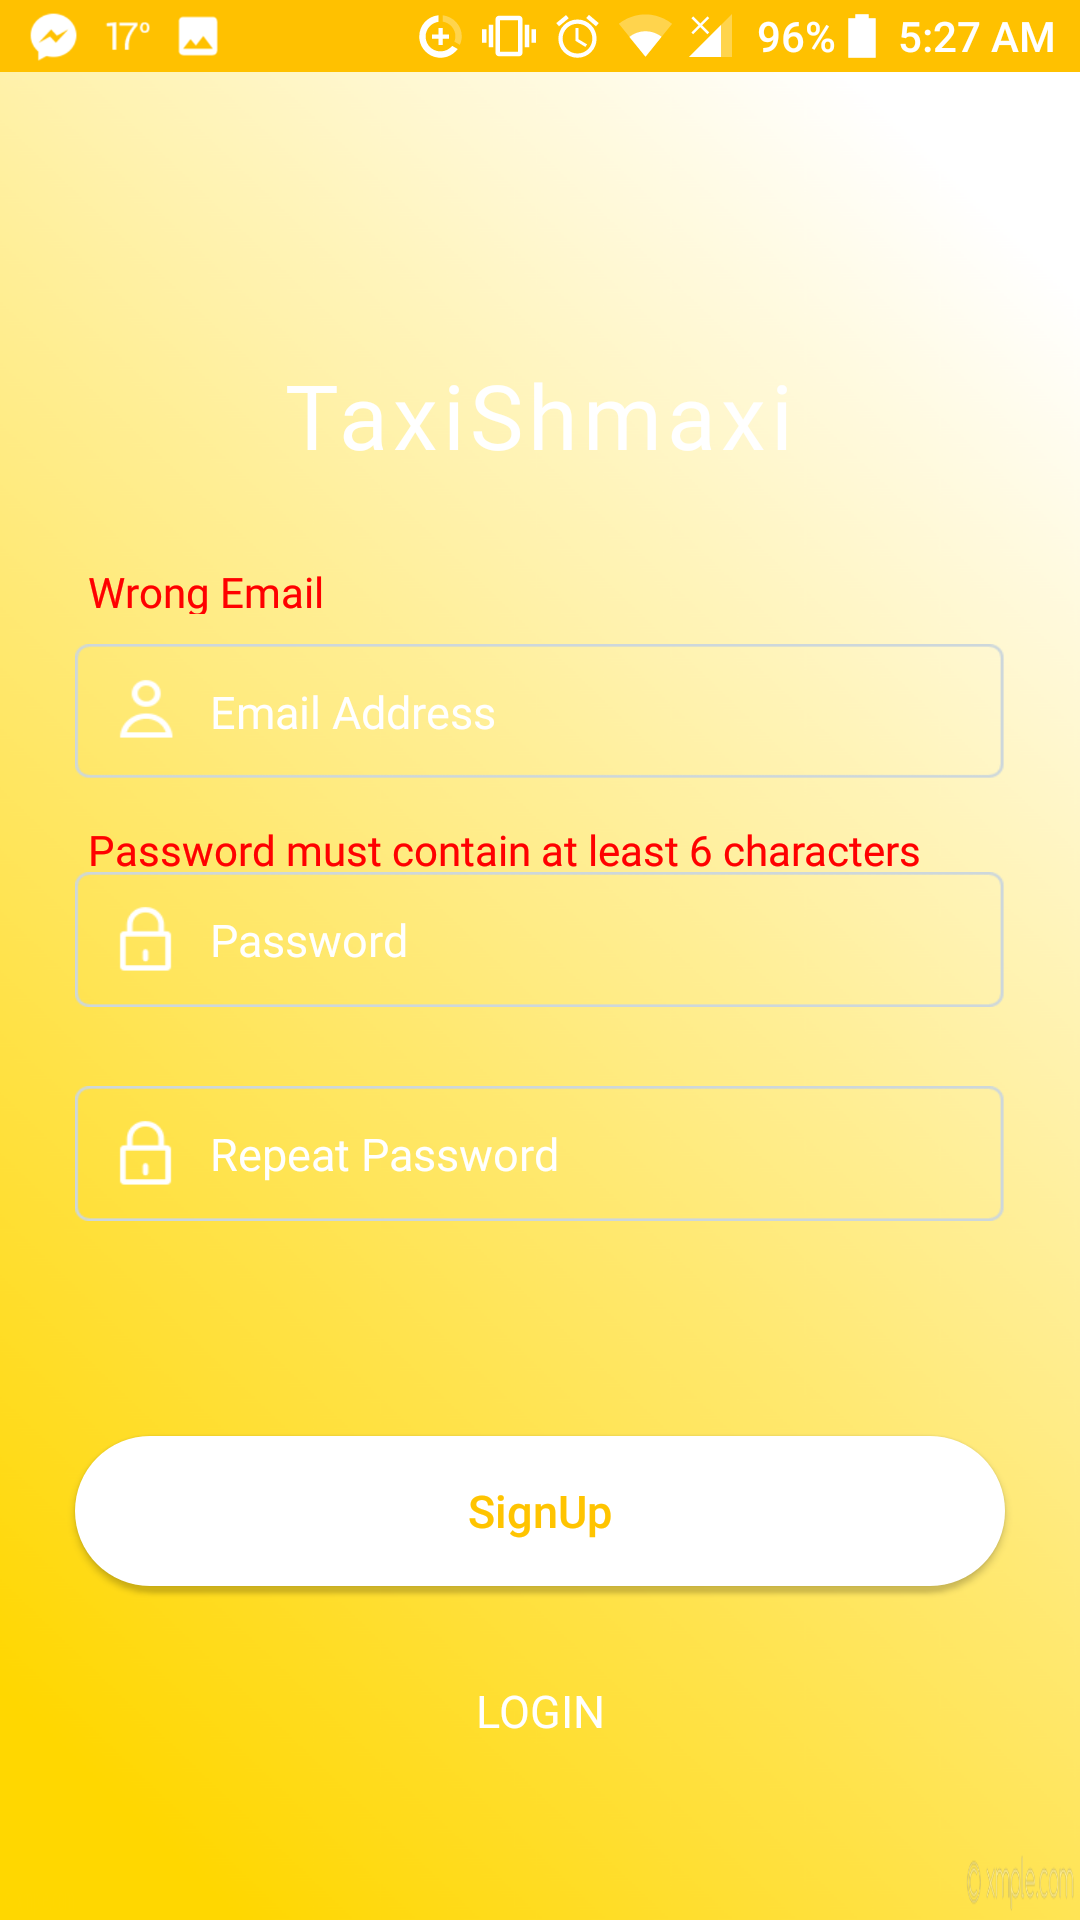 17° 96% 5:27 AM
TaxiShmaxi
Wrong Email
Email Address
Password must contain at least 6 characters
Password
Repeat Password
SignUp
LOGIN
© xmple.com